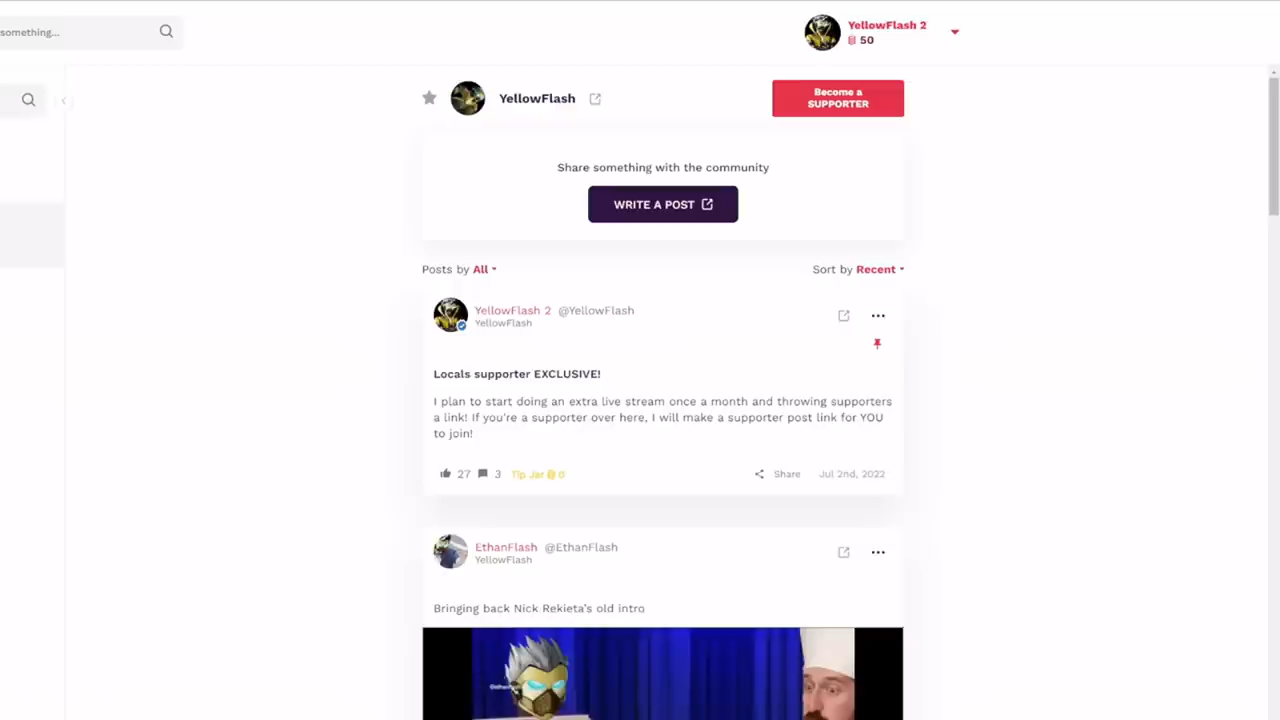 something...
YellowFlash 2
50
YellowFlash
Become a
SUPPORTER
Share something with the community
WRITE A POST
Posts by All
Sort by Recent
YellowFlash 2 @YellowFlash
YellowFlash
Locals supporter EXCLUSIVE!
I plan to start doing an extra live stream once a month and throwing supporters
a link! If you're a supporter over here, I will make a supporter post link for YOU
to join!
27 3 Tip Jar 0
Share Jul 2nd, 2022
EthanFlash @EthanFlash
YellowFlash
Bringing back Nick Rekieta's old intro